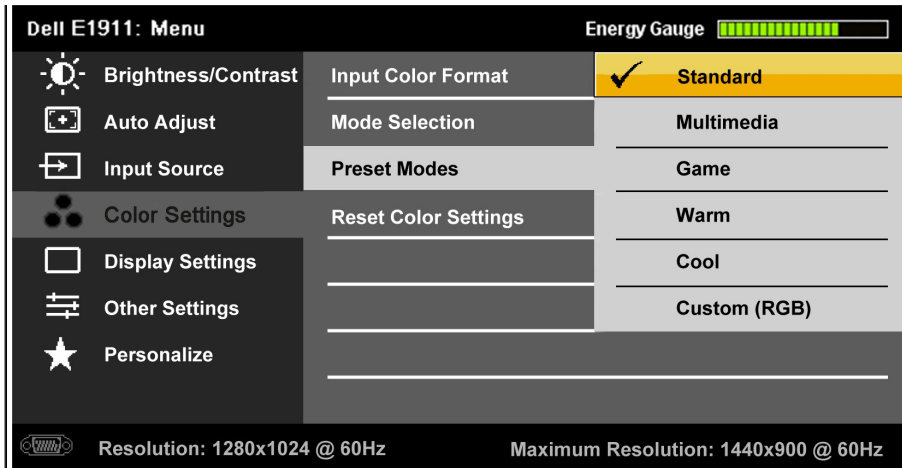 Dell E1911: Menu
Energy Gauge
Brightness/Contrast
Auto Adjust
Input Source
Color Settings
Display Settings
Other Settings
Personalize
Input Color Format
Mode Selection
Preset Modes
Reset Color Settings
Standard
Multimedia
Game
Warm
Cool
Custom (RGB)
Resolution: 1280x1024 @ 60Hz
Maximum Resolution: 1440x900 @ 60Hz